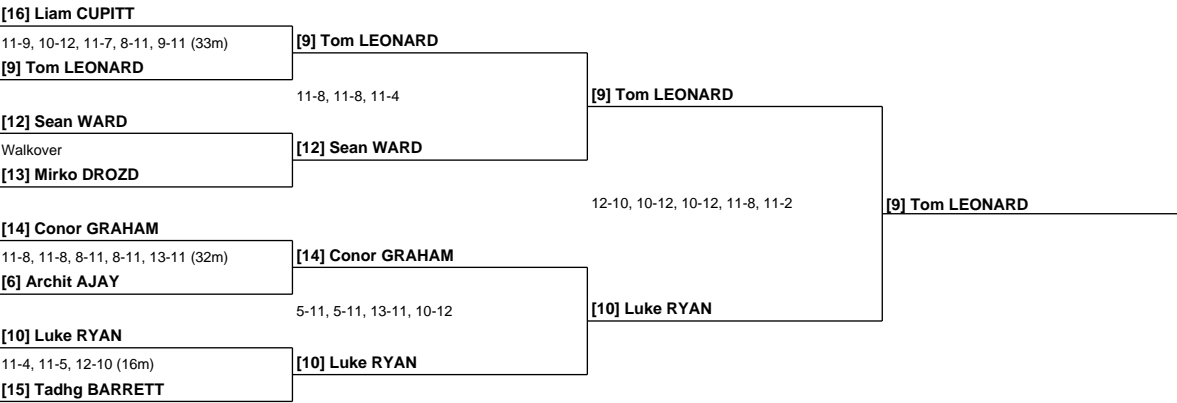 [16] Liam CUPITT
11-9, 10-12, 11-7, 8-11, 9-11 (33m)
[9] Tom LEONARD
[12] Sean WARD
Walkover
[13] Mirko DROZD
[14] Conor GRAHAM
11-8, 11-8, 8-11, 8-11, 13-11 (32m)
[6] Archit AJAY
[10] Luke RYAN
11-4, 11-5, 12-10 (16m)
[15] Tadhg BARRETT
[9] Tom LEONARD
11-8, 11-8, 11-4
[12] Sean WARD
[14] Conor GRAHAM
5-11, 5-11, 13-11, 10-12
[10] Luke RYAN
[9] Tom LEONARD
12-10, 10-12, 10-12, 11-8, 11-2
[10] Luke RYAN
[9] Tom LEONARD